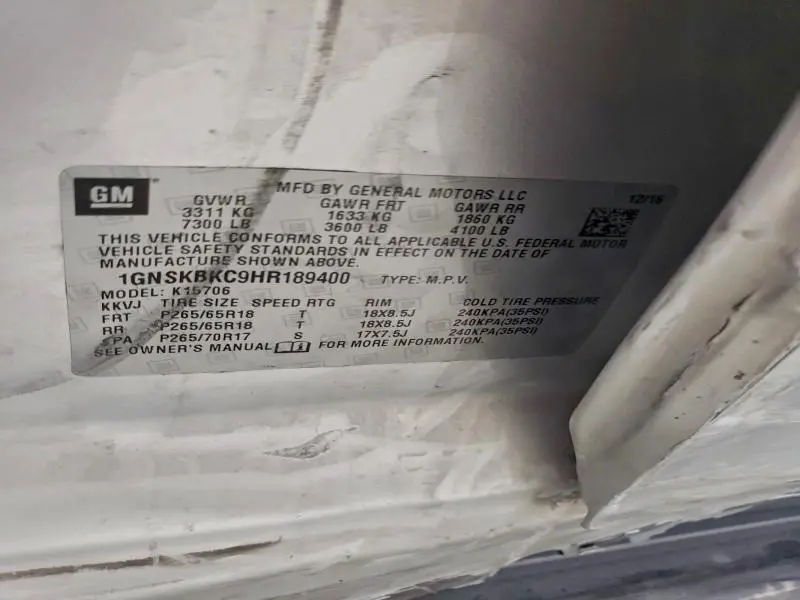 GM
MFD BY GENERAL MOTORS LLC 12/16
GVWR GAWR FRT GAWR RR
3311 KG 1633 KG 1860 KG
7300 LB 3600 LB 4100 LB
THIS VEHICLE CONFORMS TO ALL APPLICABLE U.S. FEDERAL MOTOR
VEHICLE SAFETY STANDARDS IN EFFECT ON THE DATE OF
MANUFACTURE SHOWN ABOVE.
1GNSKBKC9HR189400 TYPE: M.P.V.
MODEL: K15706
KKVJ TIRE SIZE SPEED RTG RIM COLD TIRE PRESSURE
FRT P265/65R18 T 18X8.5J 240KPA(35PSI)
RR P265/65R18 T 18X8.5J 240KPA(35PSI)
SPA P265/70R17 S 17X7.5J 240KPA(35PSI)
SEE OWNER'S MANUAL FOR MORE INFORMATION.